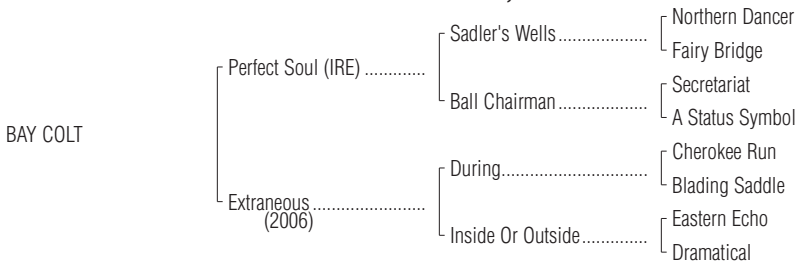 Northern Dancer
Sadler's Wells....................
Fairy Bridge
Perfect Soul (IRE) .............
Secretariat
Ball Chairman....................
A Status Symbol
BAY COLT
Cherokee Run
During.................................
Blading Saddle
Extraneous.........................
(2006)
Eastern Echo
Inside Or Outside...............
Dramatical